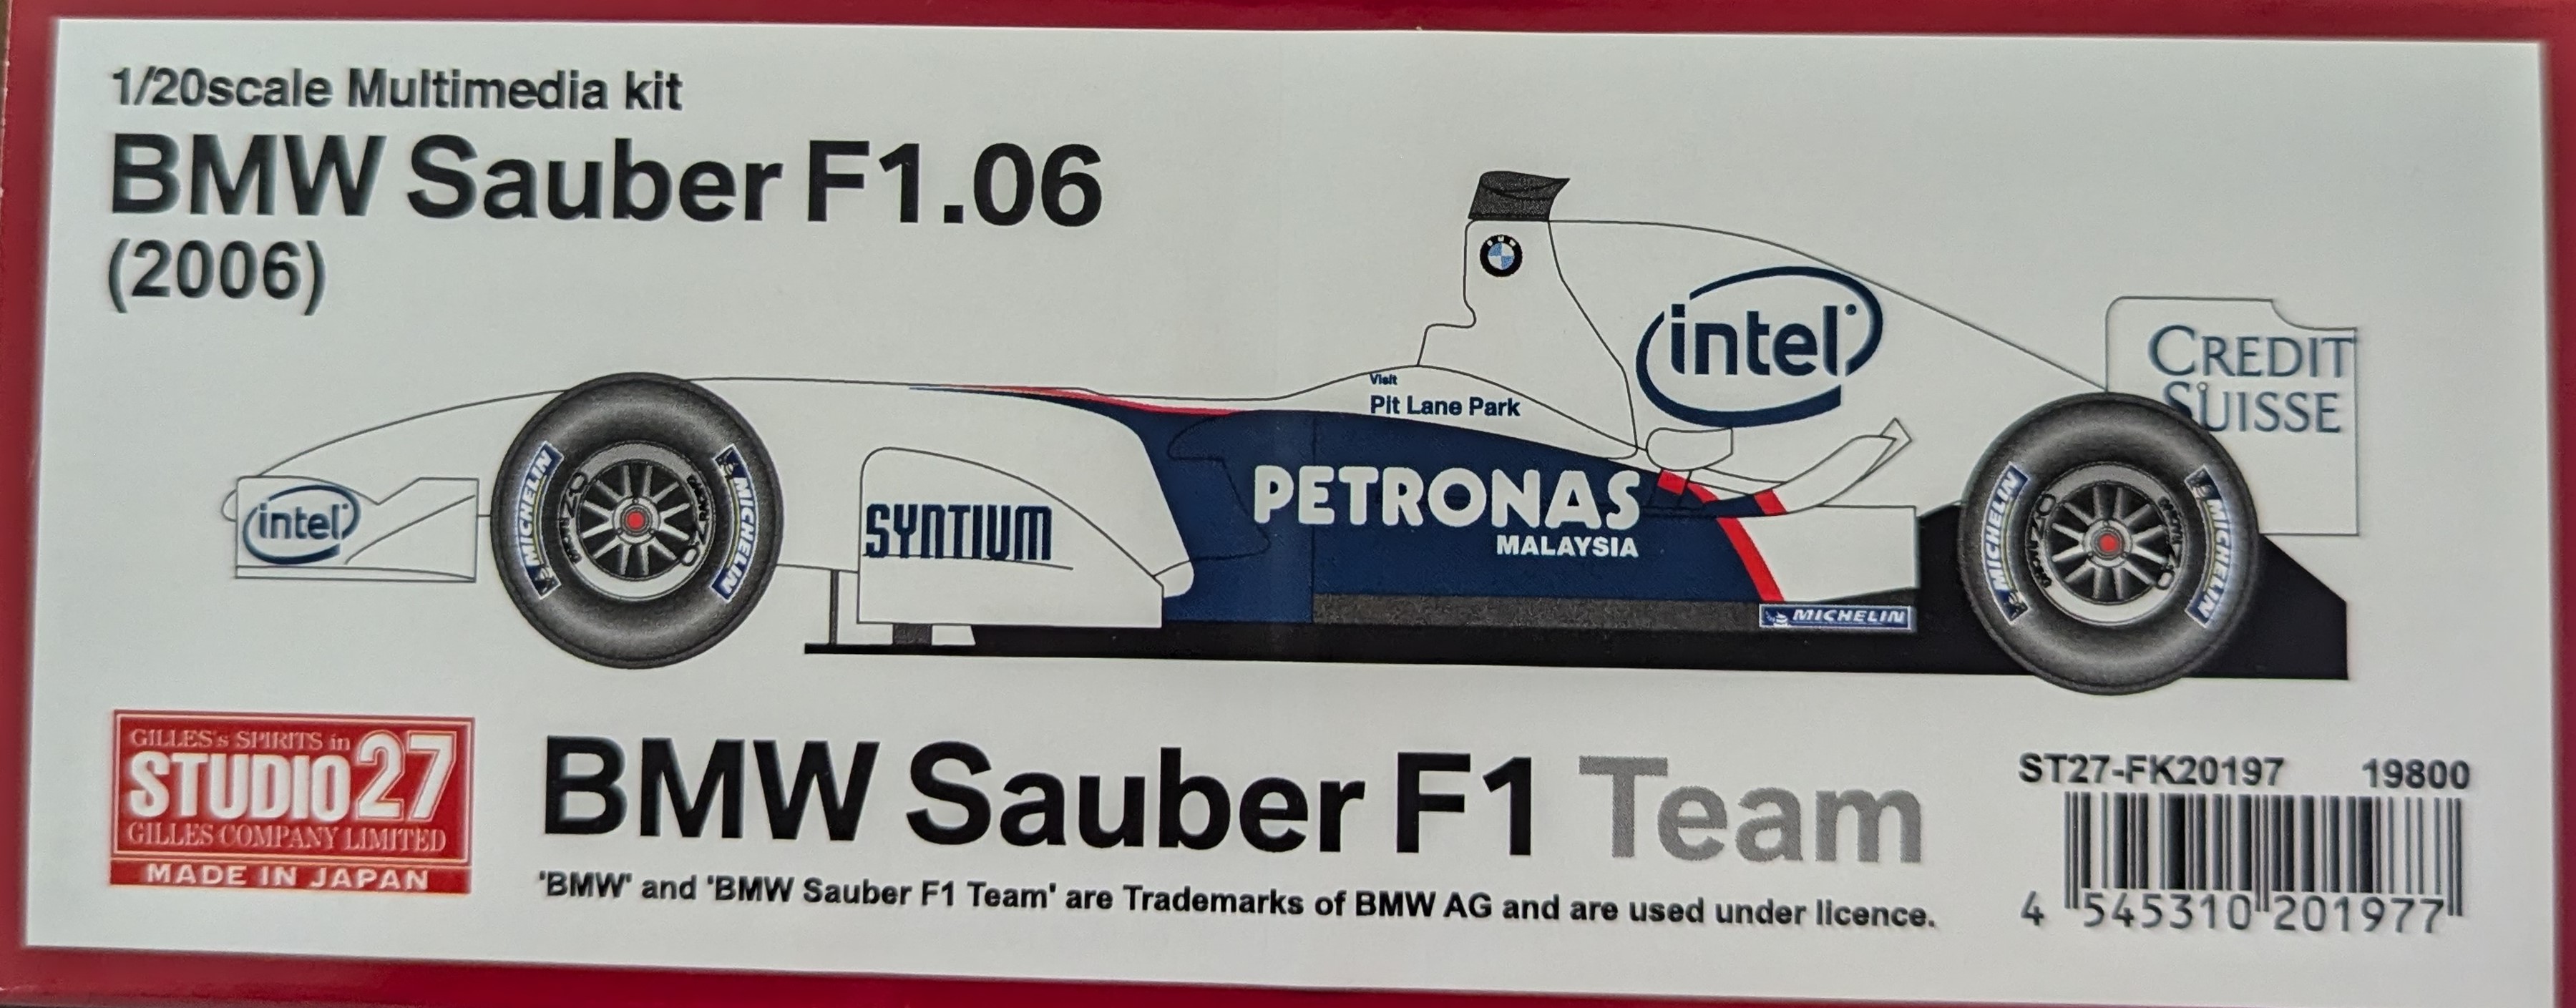 1/20scale Multimedia kit
BMW Sauber F1.06
(2006)
BMW
intel
CREDIT
SUISSE
Visit
Pit Lane Park
PETRONAS
MALAYSIA
intel
MICHELIN
MICHELIN
SYNTIUM
MICHELIN
MICHELIN
MICHELIN
GILLES's SPIRITS in
STUDIO27
GILLES COMPANY LIMITED
MADE IN JAPAN
BMW Sauber F1 Team
'BMW' and 'BMW Sauber F1 Team' are Trademarks of BMW AG and are used under licence.
ST27-FK20197 19800
4 545310 201977